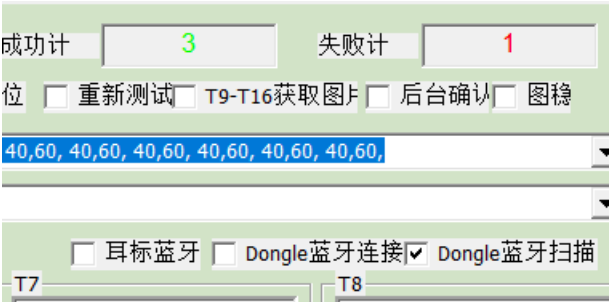 成功计 3 失败计 1
位 重新测试 T9-T16获取图片 后台确认 图稳
40,60, 40,60, 40,60, 40,60, 40,60, 40,60,
耳标蓝牙 Dongle蓝牙连接 Dongle蓝牙扫描
T7 T8